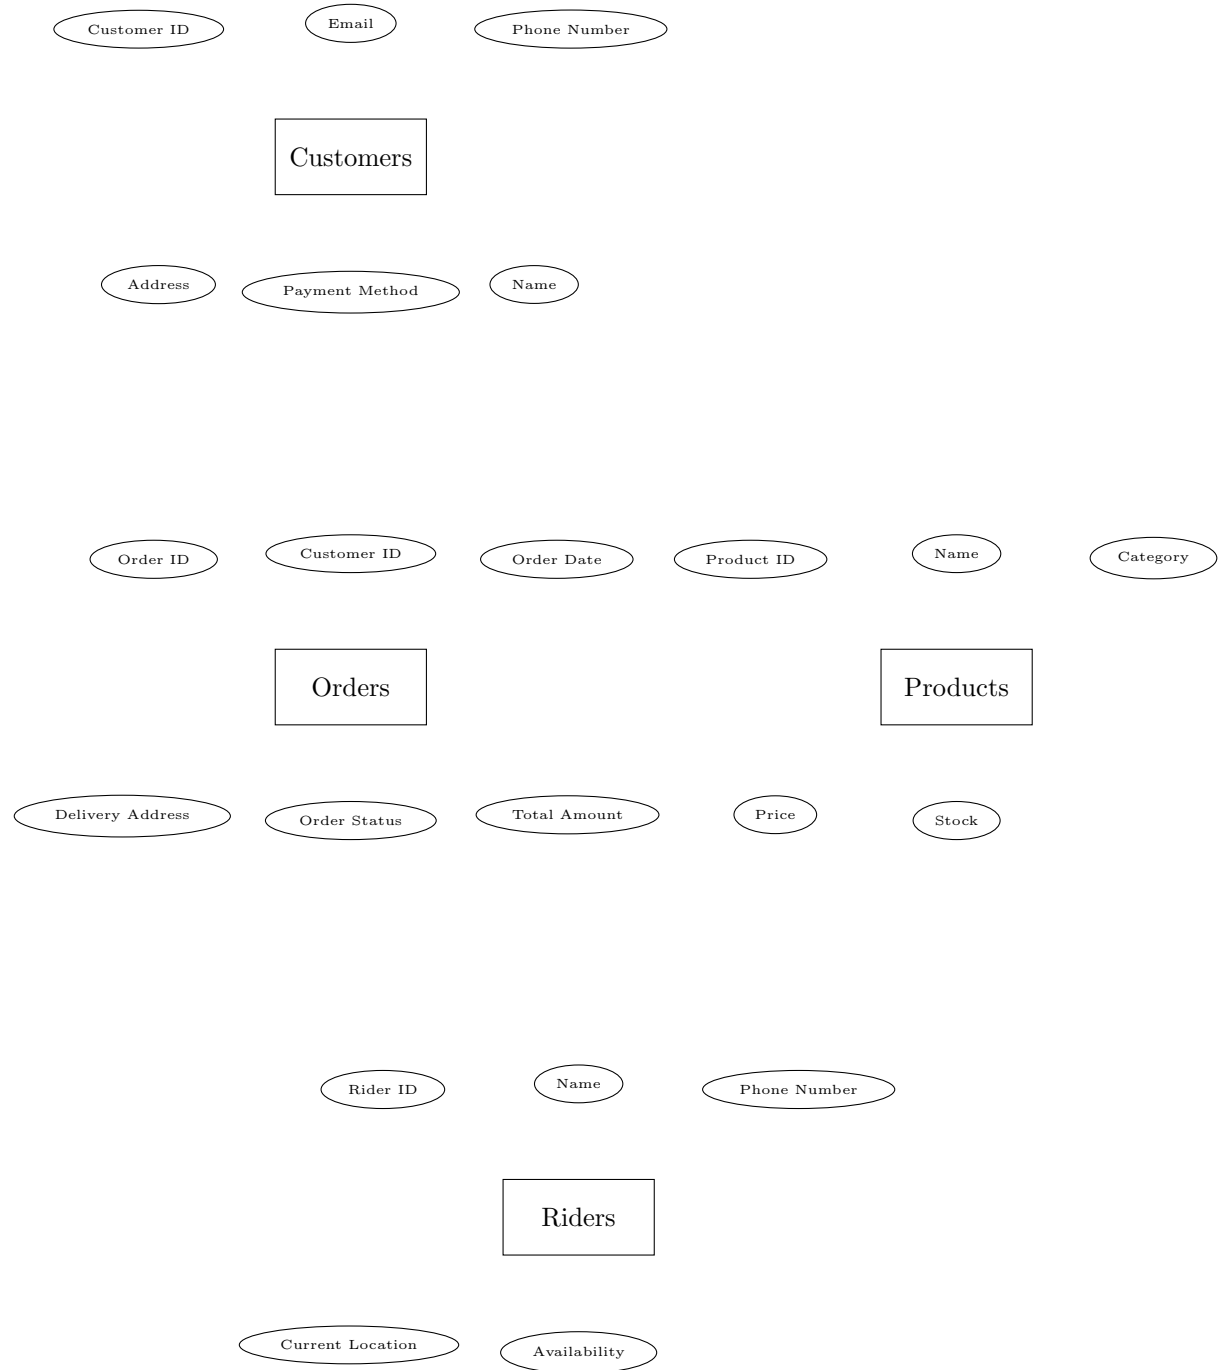 Customer ID
Email
Phone Number
Customers
Address
Payment Method
Name
Order ID
Customer ID
Order Date
Product ID
Name
Category
Orders
Products
Delivery Address
Order Status
Total Amount
Price
Stock
Rider ID
Name
Phone Number
Riders
Current Location
Availability